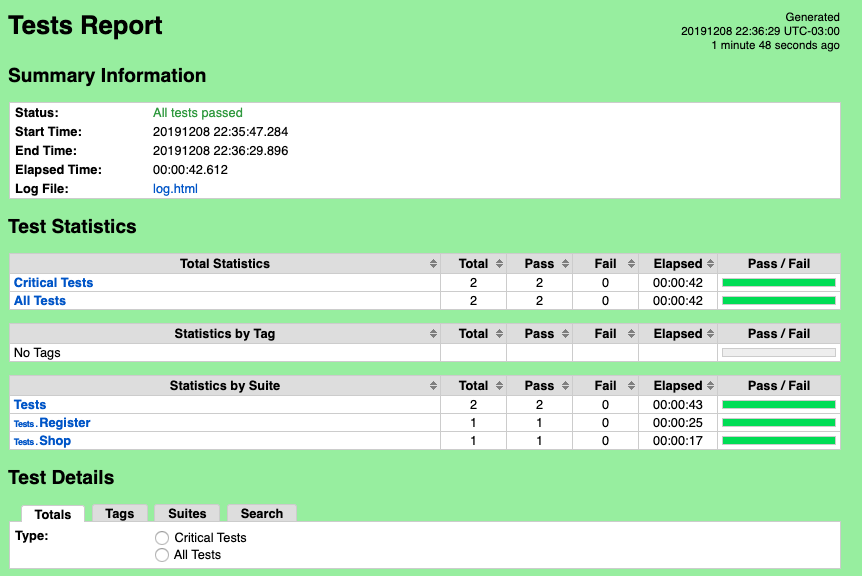 Tests Report
Generated
20191208 22:36:29 UTC-03:00
1 minute 48 seconds ago
Summary Information
Status: All tests passed
Start Time: 20191208 22:35:47.284
End Time: 20191208 22:36:29.896
Elapsed Time: 00:00:42.612
Log File: log.html
Test Statistics
Total Statistics Total Pass Fail Elapsed Pass / Fail
Critical Tests 2 2 0 00:00:42
All Tests 2 2 0 00:00:42
Statistics by Tag Total Pass Fail Elapsed Pass / Fail
No Tags
Statistics by Suite Total Pass Fail Elapsed Pass / Fail
Tests 2 2 0 00:00:43
Tests.Register 1 1 0 00:00:25
Tests.Shop 1 1 0 00:00:17
Test Details
Totals Tags Suites Search
Type: Critical Tests
All Tests